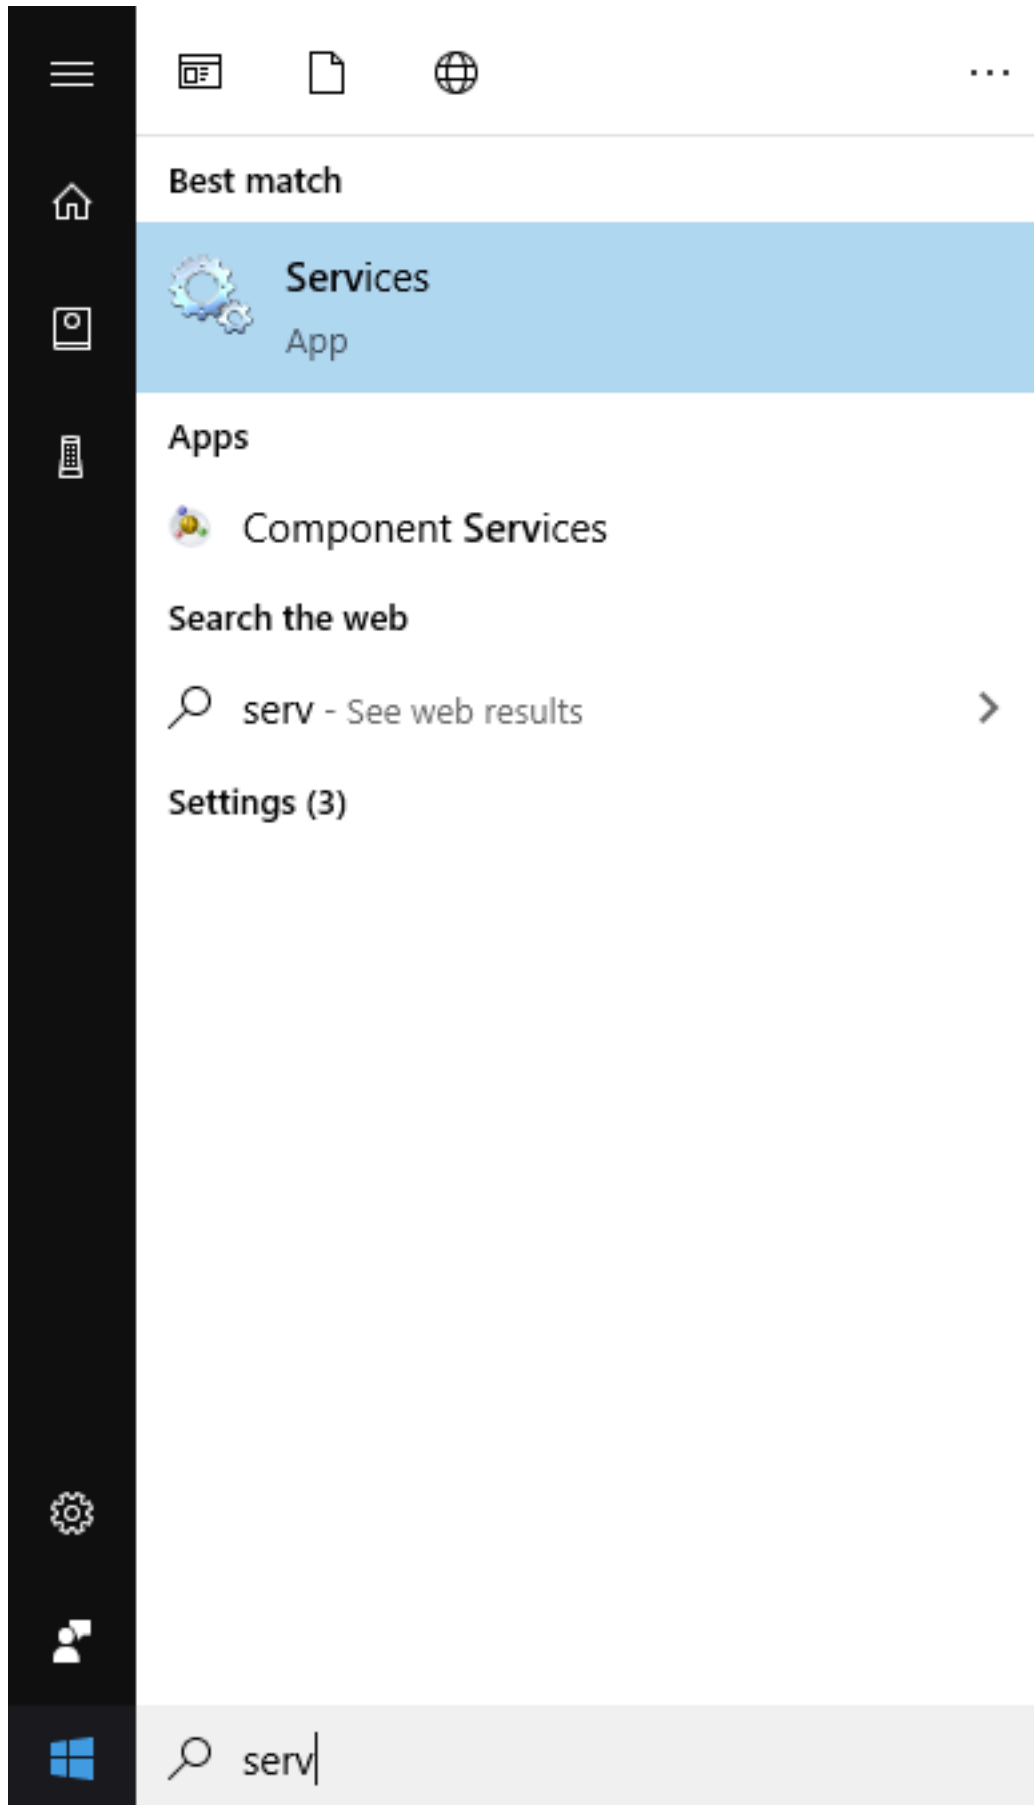 Best match
Services
App
Apps
Component Services
Search the web
serv - See web results
Settings (3)
serv